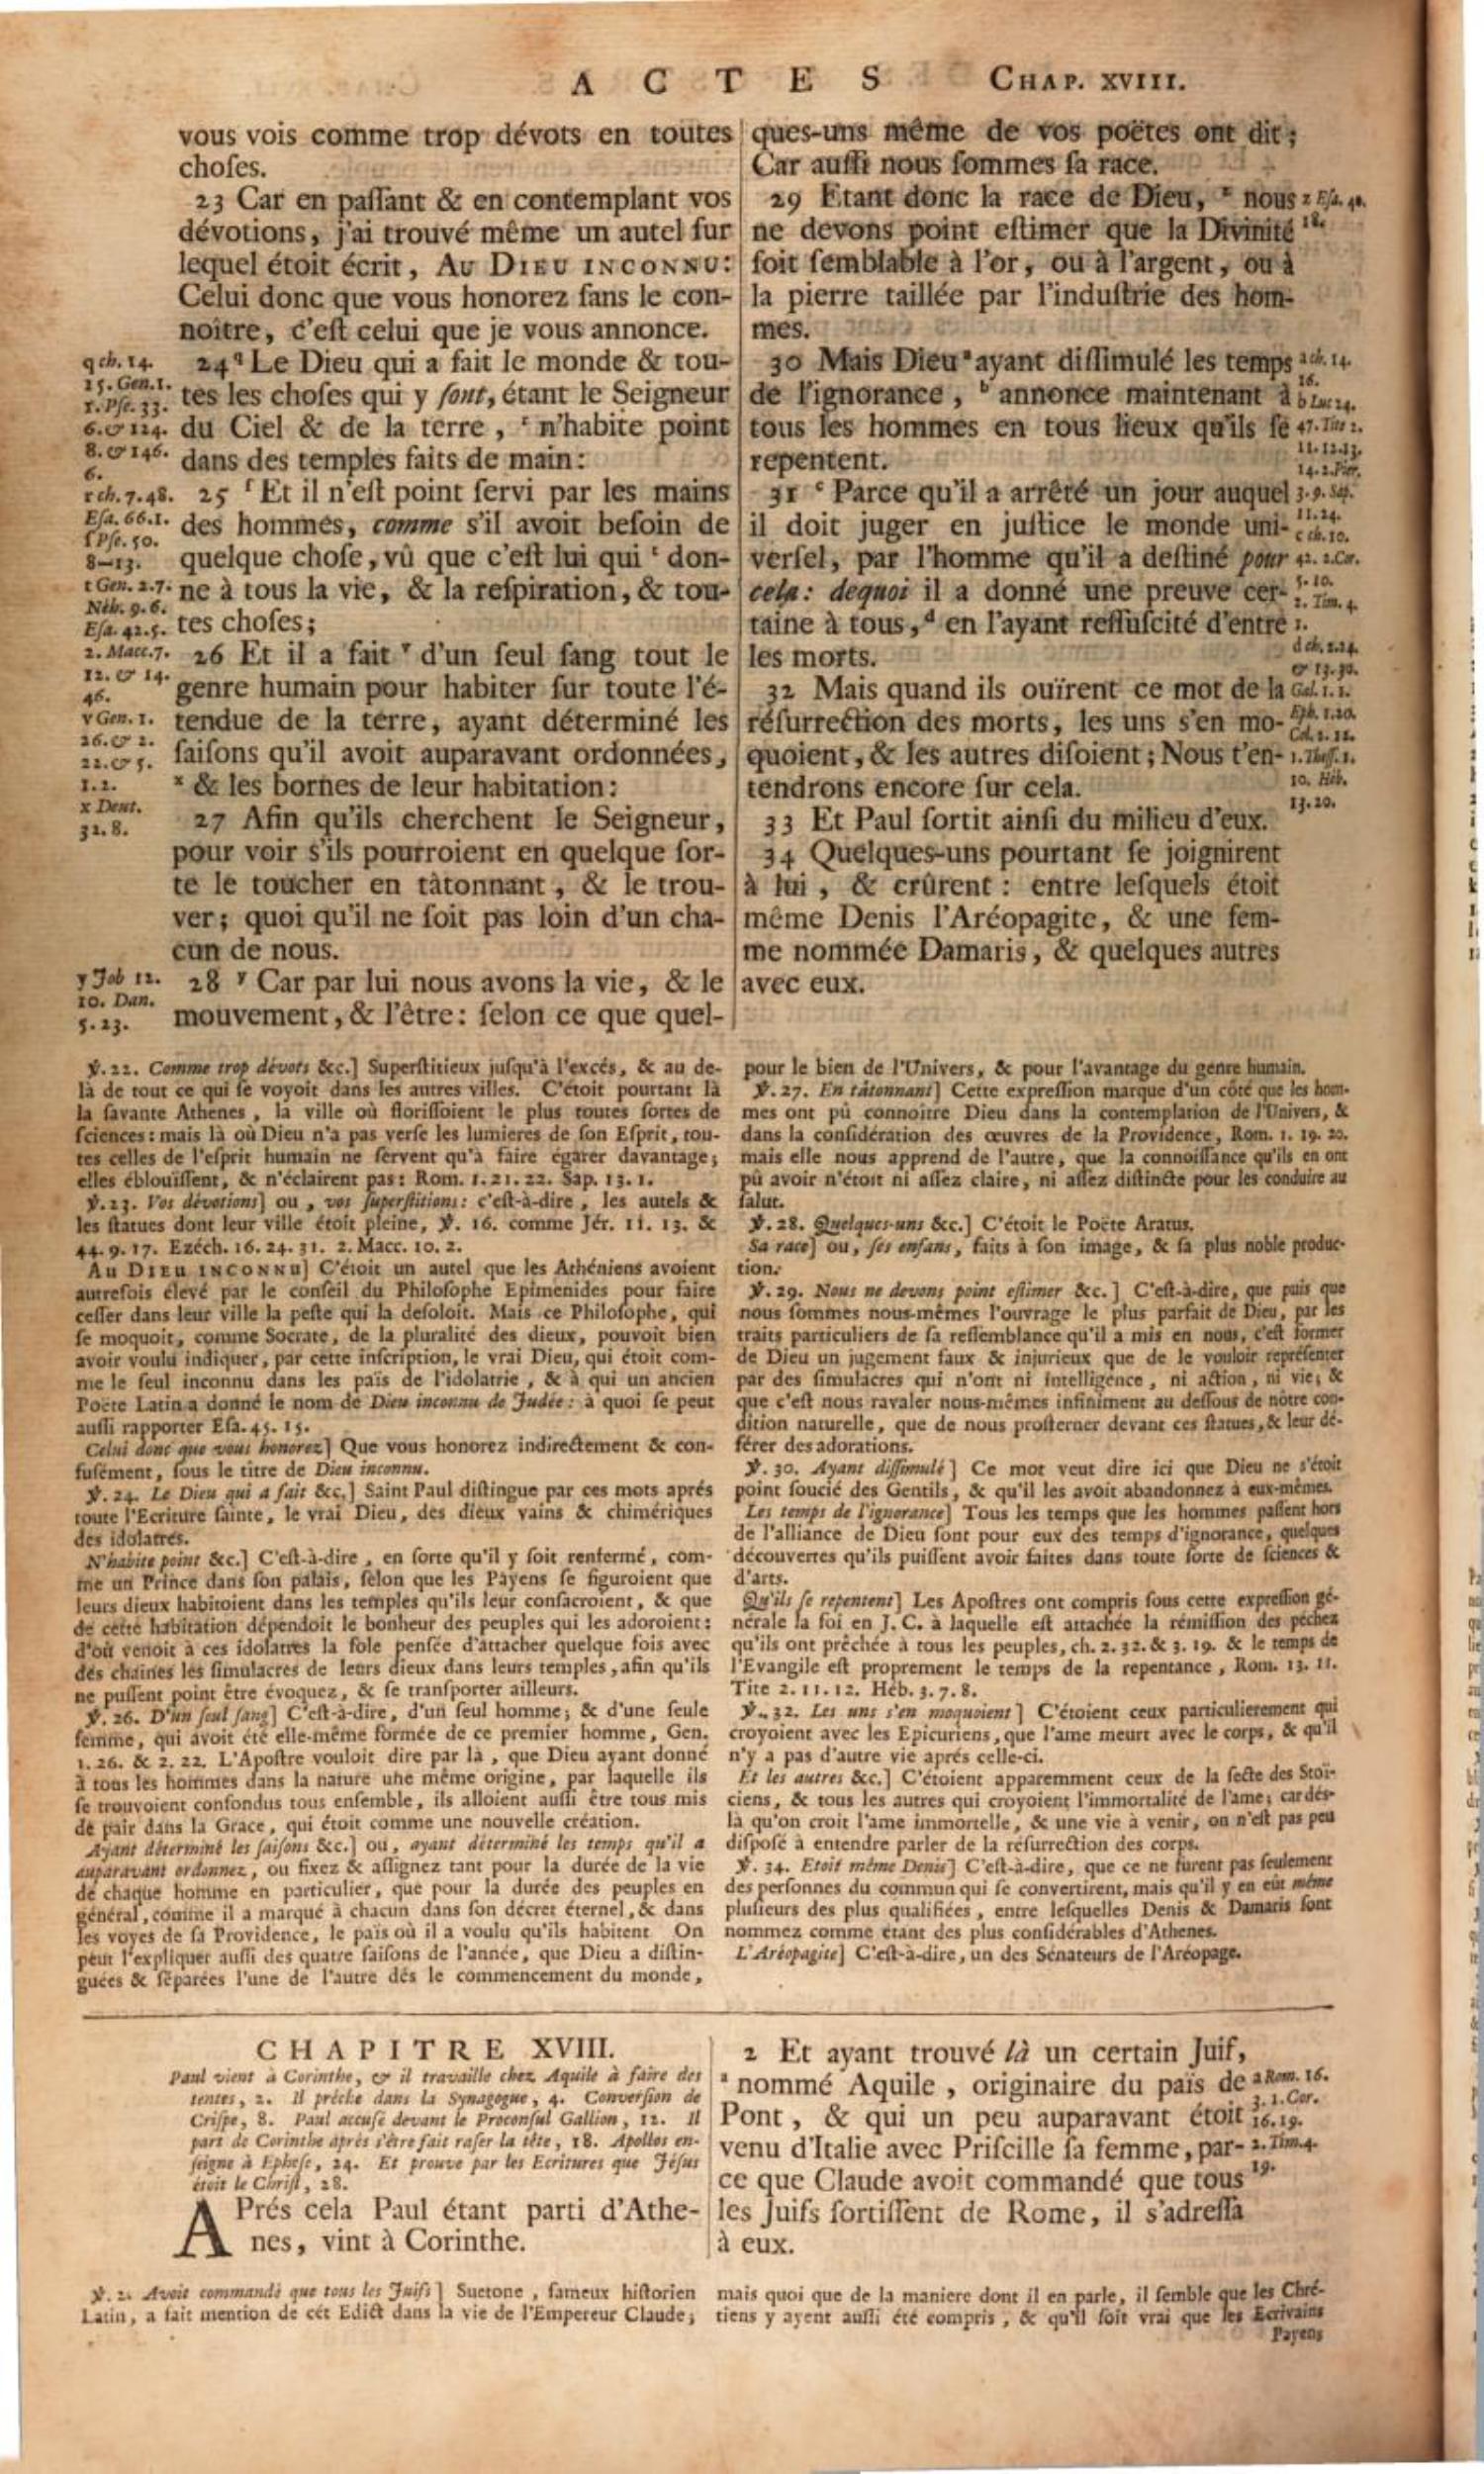 ACTES CHAP. XVIII.
vous vois comme trop dévots en toutes
choſes.
23 Car en paſſant & en contemplant vos
dévotions, j'ai trouvé même un autel ſur
lequel étoit écrit, AU DIEU INCONNU:
Celui donc que vous honorez ſans le con-
noître, c'eſt celui que je vous annonce.
24 q Le Dieu qui a fait le monde & tou-
tes les choſes qui y ſont, étant le Seigneur
du Ciel & de la terre, r n'habite point
dans des temples faits de main:
25 ſ Et il n'eſt point ſervi par les mains
des hommes, comme s'il avoit beſoin de
quelque choſe, vû que c'eſt lui qui t don-
ne à tous la vie, & la reſpiration, & tou-
tes choſes;
26 Et il a fait v d'un ſeul ſang tout le
genre humain pour habiter ſur toute l'é-
tendue de la terre, ayant déterminé les
ſaiſons qu'il avoit auparavant ordonnées,
x & les bornes de leur habitation:
27 Afin qu'ils cherchent le Seigneur,
pour voir s'ils pourroient en quelque ſor-
te le toucher en tâtonnant, & le trou-
ver; quoi qu'il ne ſoit pas loin d'un cha-
cun de nous.
28 y Car par lui nous avons la vie, & le
mouvement, & l'être: ſelon ce que quel-
q ch. 14.
15. Gen. 1.
1. Pſe. 33.
6. & 124.
8. & 146.
6.
r ch. 7. 48.
Eſa. 66. 1.
ſ Pſe. 50.
8-13.
t Gen. 2. 7.
Néh. 9. 6.
Eſa. 42. 5.
2. Macc. 7.
12. & 14.
46.
v Gen. 1.
26. & 2.
22. & 5.
1. 2.
x Deut.
32. 8.
y Job 12.
10. Dan.
5. 23.
ques-uns même de vos poëtes ont dit;
Car auſſi nous ſommes ſa race.
29 Etant donc la race de Dieu, z nous
ne devons point eſtimer que la Divinité
ſoit ſemblable à l'or, ou à l'argent, ou à
la pierre taillée par l'induſtrie des hom-
mes.
30 Mais Dieu a ayant diſſimulé les temps
de l'ignorance, b annonce maintenant à
tous les hommes en tous lieux qu'ils ſe
repentent.
31 c Parce qu'il a arrêté un jour auquel
il doit juger en juſtice le monde uni-
verſel, par l'homme qu'il a deſtiné pour
cela: dequoi il a donné une preuve cer-
taine à tous, d en l'ayant reſſuſcité d'entre
les morts.
32 Mais quand ils ouïrent ce mot de la
réſurrection des morts, les uns s'en mo-
quoient, & les autres diſoient; Nous t'en-
tendrons encore ſur cela.
33 Et Paul ſortit ainſi du milieu d'eux.
34 Quelques-uns pourtant ſe joignirent
à lui, & crûrent: entre leſquels étoit
même Denis l'Aréopagite, & une fem-
me nommée Damaris, & quelques autres
avec eux.
z Eſa. 40.
18.
a ch. 14.
16.
b Luc 24.
47. Tite 2.
11. 12. 13.
14. 2. Pier.
3. 9. Sap.
11. 24.
c ch. 10.
42. 2. Cor.
5. 10.
2. Tim. 4.
1.
d ch. 2. 24.
& 13. 30.
Gal. 1. 1.
Eph. 1. 20.
Col. 2. 12.
1. Theſſ. 1.
10. Héb.
13. 20.
℣. 22. Comme trop dévots &c.] Superſtitieux juſqu'à l'excés, & au de-
là de tout ce qui ſe voyoit dans les autres villes. C'étoit pourtant là
la ſavante Athenes, la ville où floriſſoient le plus toutes ſortes de
ſciences: mais là où Dieu n'a pas verſe les lumieres de ſon Eſprit, tou-
tes celles de l'eſprit humain ne ſervent qu'à faire égarer davantage;
elles éblouïſſent, & n'éclairent pas: Rom. 1. 21. 22. Sap. 13. 1.
℣. 23. Vos dévotions] ou, vos ſuperſtitions: c'eſt-à-dire, les autels &
les ſtatues dont leur ville étoit pleine, ℣. 16. comme Jér. 11. 13. &
44. 9. 17. Ezéch. 16. 24. 31. 2. Macc. 10. 2.
AU DIEU INCONNU] C'étoit un autel que les Athéniens avoient
autrefois élevé par le conſeil du Philoſophe Epimenides pour faire
ceſſer dans leur ville la peſte qui la deſoloit. Mais ce Philoſophe, qui
ſe moquoit, comme Socrate, de la pluralité des dieux, pouvoit bien
avoir voulu indiquer, par cette inſcription, le vrai Dieu, qui étoit com-
me le ſeul inconnu dans les païs de l'idolatrie, & à qui un ancien
Poëte Latin a donné le nom de Dieu inconnu de Judée: à quoi ſe peut
auſſi rapporter Eſa. 45. 15.
Celui donc que vous honorez] Que vous honorez indirectement & con-
fuſément, ſous le titre de Dieu inconnu.
℣. 24. Le Dieu qui a fait &c.] Saint Paul diſtingue par ces mots aprés
toute l'Ecriture ſainte, le vrai Dieu, des dieux vains & chimériques
des idolatres.
N'habite point &c.] C'eſt-à-dire, en ſorte qu'il y ſoit renfermé, com-
me un Prince dans ſon palais, ſelon que les Payens ſe figuroient que
leurs dieux habitoient dans les temples qu'ils leur conſacroient, & que
de cette habitation dépendoit le bonheur des peuples qui les adoroient:
d'où venoit à ces idolatres la fole penſée d'attacher quelque fois avec
des chaînes les ſimulacres de leurs dieux dans leurs temples, afin qu'ils
ne puſſent point être évoquez, & ſe tranſporter ailleurs.
℣. 26. D'un ſeul ſang] C'eſt-à-dire, d'un ſeul homme; & d'une ſeule
femme, qui avoit été elle-même formée de ce premier homme, Gen.
1. 26. & 2. 22. L'Apoſtre vouloit dire par là, que Dieu ayant donné
à tous les hommes dans la nature une même origine, par laquelle ils
ſe trouvoient confondus tous enſemble, ils alloient auſſi être tous mis
de pair dans la Grace, qui étoit comme une nouvelle création.
Ayant déterminé les ſaiſons &c.] ou, ayant déterminé les temps qu'il a
auparavant ordonnez, ou fixez & aſſignez tant pour la durée de la vie
de chaque homme en particulier, que pour la durée des peuples en
général, comme il a marqué à chacun dans ſon décret éternel, & dans
les voyes de ſa Providence, le païs où il a voulu qu'ils habitent On
peut l'expliquer auſſi des quatre ſaiſons de l'année, que Dieu a diſtin-
guées & ſéparées l'une de l'autre dés le commencement du monde,
pour le bien de l'Univers, & pour l'avantage du genre humain.
℣. 27. En tâtonnant] Cette expreſſion marque d'un côté que les hom-
mes ont pû connoître Dieu dans la contemplation de l'Univers, &
dans la conſidération des œuvres de la Providence, Rom. 1. 19. 20.
mais elle nous apprend de l'autre, que la connoiſſance qu'ils en ont
pû avoir n'étoit ni aſſez claire, ni aſſez diſtincte pour les conduire au
ſalut.
℣. 28. Quelques-uns &c.] C'étoit le Poëte Aratus.
Sa race] ou, ſes enfans, faits à ſon image, & ſa plus noble produc-
tion.
℣. 29. Nous ne devons point eſtimer &c.] C'eſt-à-dire, que puis que
nous ſommes nous-mêmes l'ouvrage le plus parfait de Dieu, par les
traits particuliers de ſa reſſemblance qu'il a mis en nous, c'eſt former
de Dieu un jugement faux & injurieux que de le vouloir repréſenter
par des ſimulacres qui n'ont ni intelligence, ni action, ni vie; &
que c'eſt nous ravaler nous-mêmes infiniment au deſſous de nôtre con-
dition naturelle, que de nous proſterner devant ces ſtatues, & leur dé-
férer des adorations.
℣. 30. Ayant diſſimulé] Ce mot veut dire ici que Dieu ne s'étoit
point ſoucié des Gentils, & qu'il les avoit abandonnez à eux-mêmes.
Les temps de l'ignorance] Tous les temps que les hommes paſſent hors
de l'alliance de Dieu ſont pour eux des temps d'ignorance, quelques
découvertes qu'ils puiſſent avoir faites dans toute ſorte de ſciences &
d'arts.
Qu'ils ſe repentent] Les Apoſtres ont compris ſous cette expreſſion gé-
nérale la foi en J. C. à laquelle eſt attachée la rémiſſion des péchez
qu'ils ont prêchée à tous les peuples, ch. 2. 32. & 3. 19. & le temps de
l'Evangile eſt proprement le temps de la repentance, Rom. 13. 11.
Tite 2. 11. 12. Héb. 3. 7. 8.
℣. 32. Les uns s'en moquoient] C'étoient ceux particulierement qui
croyoient avec les Epicuriens, que l'ame meurt avec le corps, & qu'il
n'y a pas d'autre vie aprés celle-ci.
Et les autres &c.] C'étoient apparemment ceux de la ſecte des Stoï-
ciens, & tous les autres qui croyoient l'immortalité de l'ame; car dés-
là qu'on croit l'ame immortelle, & une vie à venir, on n'eſt pas peu
diſpoſé à entendre parler de la réſurrection des corps.
℣. 34. Etoit même Denis] C'eſt-à-dire, que ce ne furent pas ſeulement
des perſonnes du commun qui ſe convertirent, mais qu'il y en eût même
pluſieurs des plus qualifiées, entre leſquelles Denis & Damaris ſont
nommez comme étant des plus conſidérables d'Athenes.
L'Aréopagite] C'eſt-à-dire, un des Sénateurs de l'Aréopage.
CHAPITRE XVIII.
Paul vient à Corinthe, & il travaille chez Aquile à faire des
tentes, 2. Il prêche dans la Synagogue, 4. Converſion de
Criſpe, 8. Paul accuſé devant le Proconſul Gallion, 12. Il
part de Corinthe aprés s'être fait raſer la tête, 18. Apollos en-
ſeigne à Epheſe, 24. Et prouve par les Ecritures que Jéſus
étoit le Chriſt, 28.
APrés cela Paul étant parti d'Athe-
nes, vint à Corinthe.
2 Et ayant trouvé là un certain Juif,
a nommé Aquile, originaire du païs de
Pont, & qui un peu auparavant étoit
venu d'Italie avec Priſcille ſa femme, par-
ce que Claude avoit commandé que tous
les Juifs ſortiſſent de Rome, il s'adreſſa
à eux.
a Rom. 16.
3. 1. Cor.
16. 19.
2. Tim. 4.
19.
℣. 2. Avoit commandé que tous les Juifs] Suetone, fameux hiſtorien
Latin, a fait mention de cét Edict dans la vie de l'Empereur Claude;
mais quoi que de la maniere dont il en parle, il ſemble que les Chré-
tiens y ayent auſſi été compris, & qu'il ſoit vrai que les Ecrivains
Payens